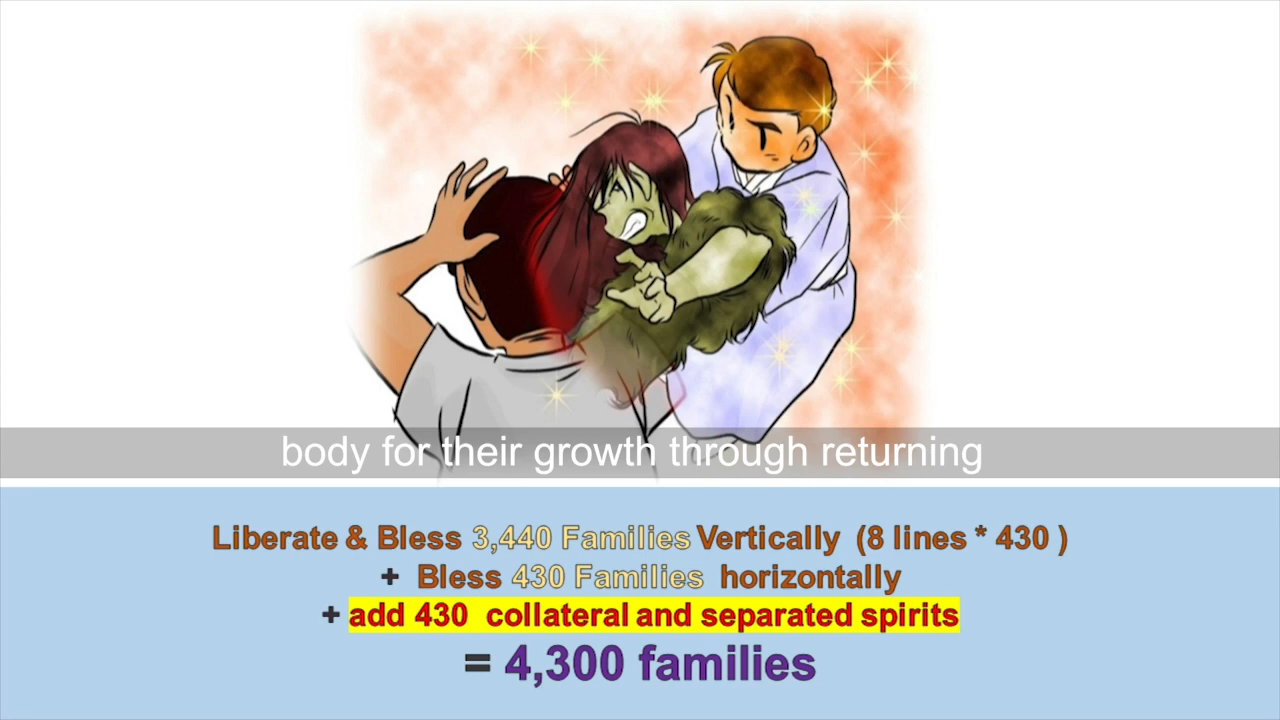 body for their growth through returning
Liberate & Bless 3,440 Families Vertically (8 lines * 430 )
+ Bless 430 Families horizontally
+ add 430 collateral and separated spirits
= 4,300 families